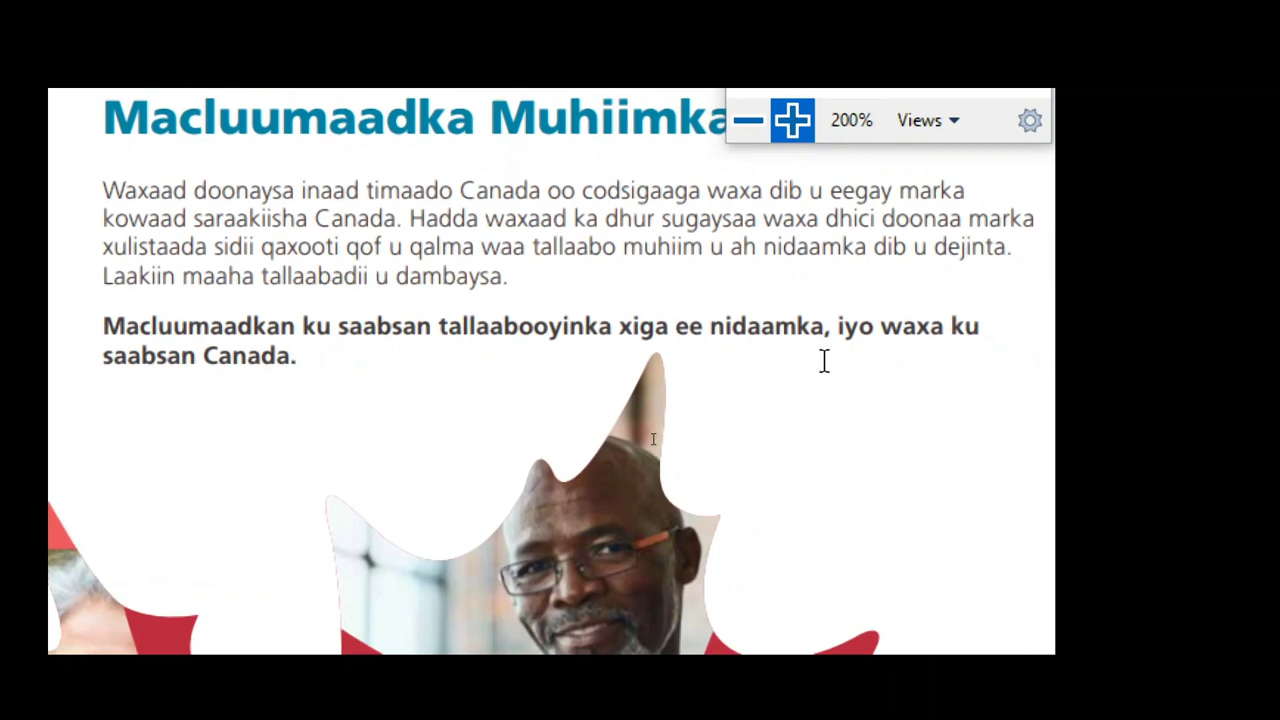 Macluumaadka Muhiimka
200%
Views
Waxaad doonaysa inaad timaado Canada oo codsigaaga waxa dib u eegay marka
kowaad saraakiisha Canada. Hadda waxaad ka dhur sugaysaa waxa dhici doonaa marka
xulistaada sidii qaxooti qof u qalma waa tallaabo muhiim u ah nidaamka dib u dejinta.
Laakiin maaha tallaabadii u dambaysa.
Macluumaadkan ku saabsan tallaabooyinka xiga ee nidaamka, iyo waxa ku
saabsan Canada.